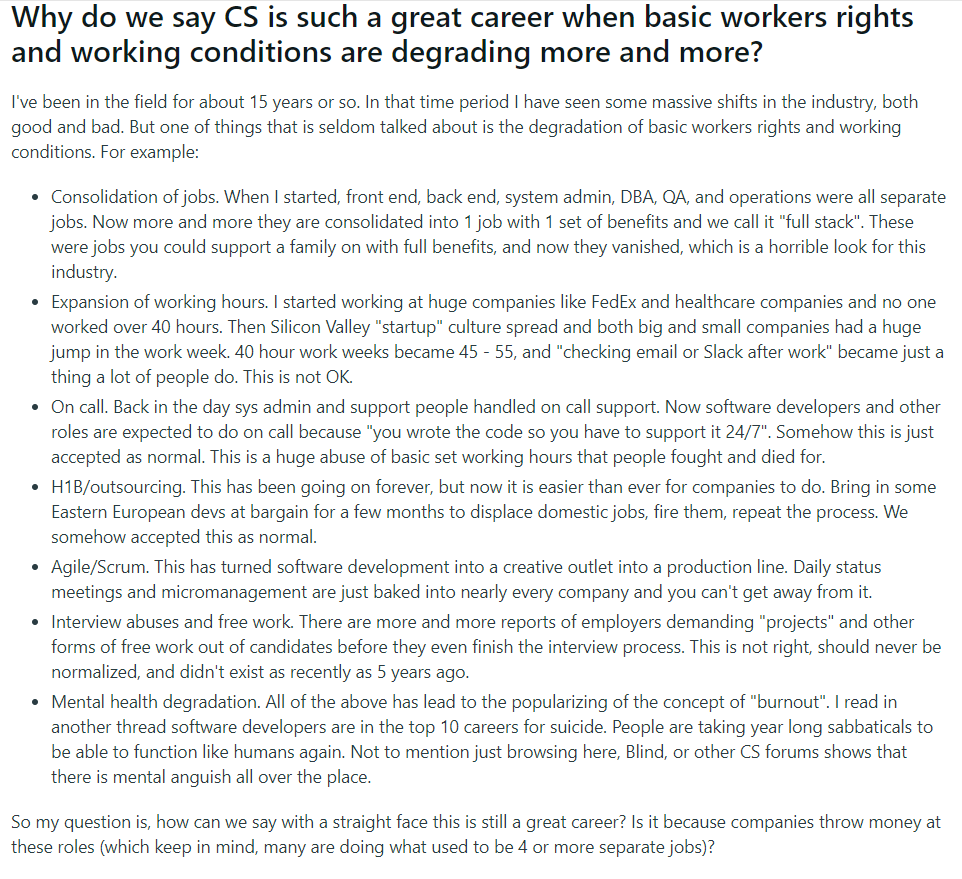 Why do we say CS is such a great career when basic workers rights
and working conditions are degrading more and more?
I've been in the field for about 15 years or so. In that time period I have seen some massive shifts in the industry, both
good and bad. But one of things that is seldom talked about is the degradation of basic workers rights and working
conditions. For example:
• Consolidation of jobs. When I started, front end, back end, system admin, DBA, QA, and operations were all separate
jobs. Now more and more they are consolidated into 1 job with 1 set of benefits and we call it "full stack". These
were jobs you could support a family on with full benefits, and now they vanished, which is a horrible look for this
industry.
• Expansion of working hours. I started working at huge companies like FedEx and healthcare companies and no one
worked over 40 hours. Then Silicon Valley "startup" culture spread and both big and small companies had a huge
jump in the work week. 40 hour work weeks became 45 - 55, and "checking email or Slack after work" became just a
thing a lot of people do. This is not OK.
• On call. Back in the day sys admin and support people handled on call support. Now software developers and other
roles are expected to do on call because "you wrote the code so you have to support it 24/7". Somehow this is just
accepted as normal. This is a huge abuse of basic set working hours that people fought and died for.
• H1B/outsourcing. This has been going on forever, but now it is easier than ever for companies to do. Bring in some
Eastern European devs at bargain for a few months to displace domestic jobs, fire them, repeat the process. We
somehow accepted this as normal.
• Agile/Scrum. This has turned software development into a creative outlet into a production line. Daily status
meetings and micromanagement are just baked into nearly every company and you can't get away from it.
• Interview abuses and free work. There are more and more reports of employers demanding "projects" and other
forms of free work out of candidates before they even finish the interview process. This is not right, should never be
normalized, and didn't exist as recently as 5 years ago.
• Mental health degradation. All of the above has lead to the popularizing of the concept of "burnout". I read in
another thread software developers are in the top 10 careers for suicide. People are taking year long sabbaticals to
be able to function like humans again. Not to mention just browsing here, Blind, or other CS forums shows that
there is mental anguish all over the place.
So my question is, how can we say with a straight face this is still a great career? Is it because companies throw money at
these roles (which keep in mind, many are doing what used to be 4 or more separate jobs)?